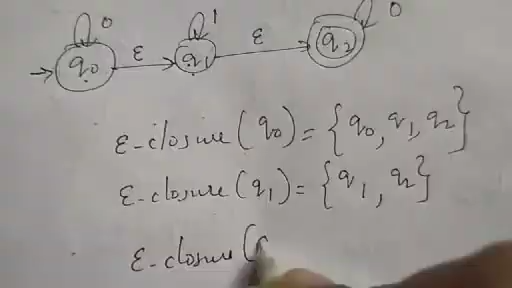 0 1 0
q0 ε q1 ε q2
ε-closure(q0) = {q0, q1, q2}
ε-closure(q1) = {q1, q2}
ε-closure(